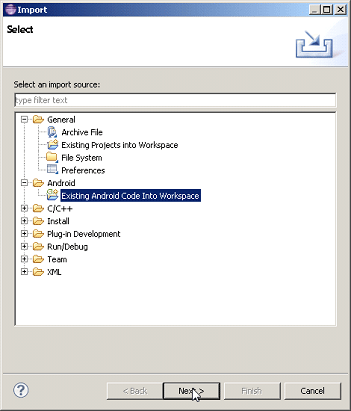 Import
Select
Select an import source:
type filter text
General
Archive File
Existing Projects into Workspace
File System
Preferences
Android
Existing Android Code Into Workspace
C/C++
Install
Plug-in Development
Run/Debug
Team
XML
?
< Back Next > Finish Cancel